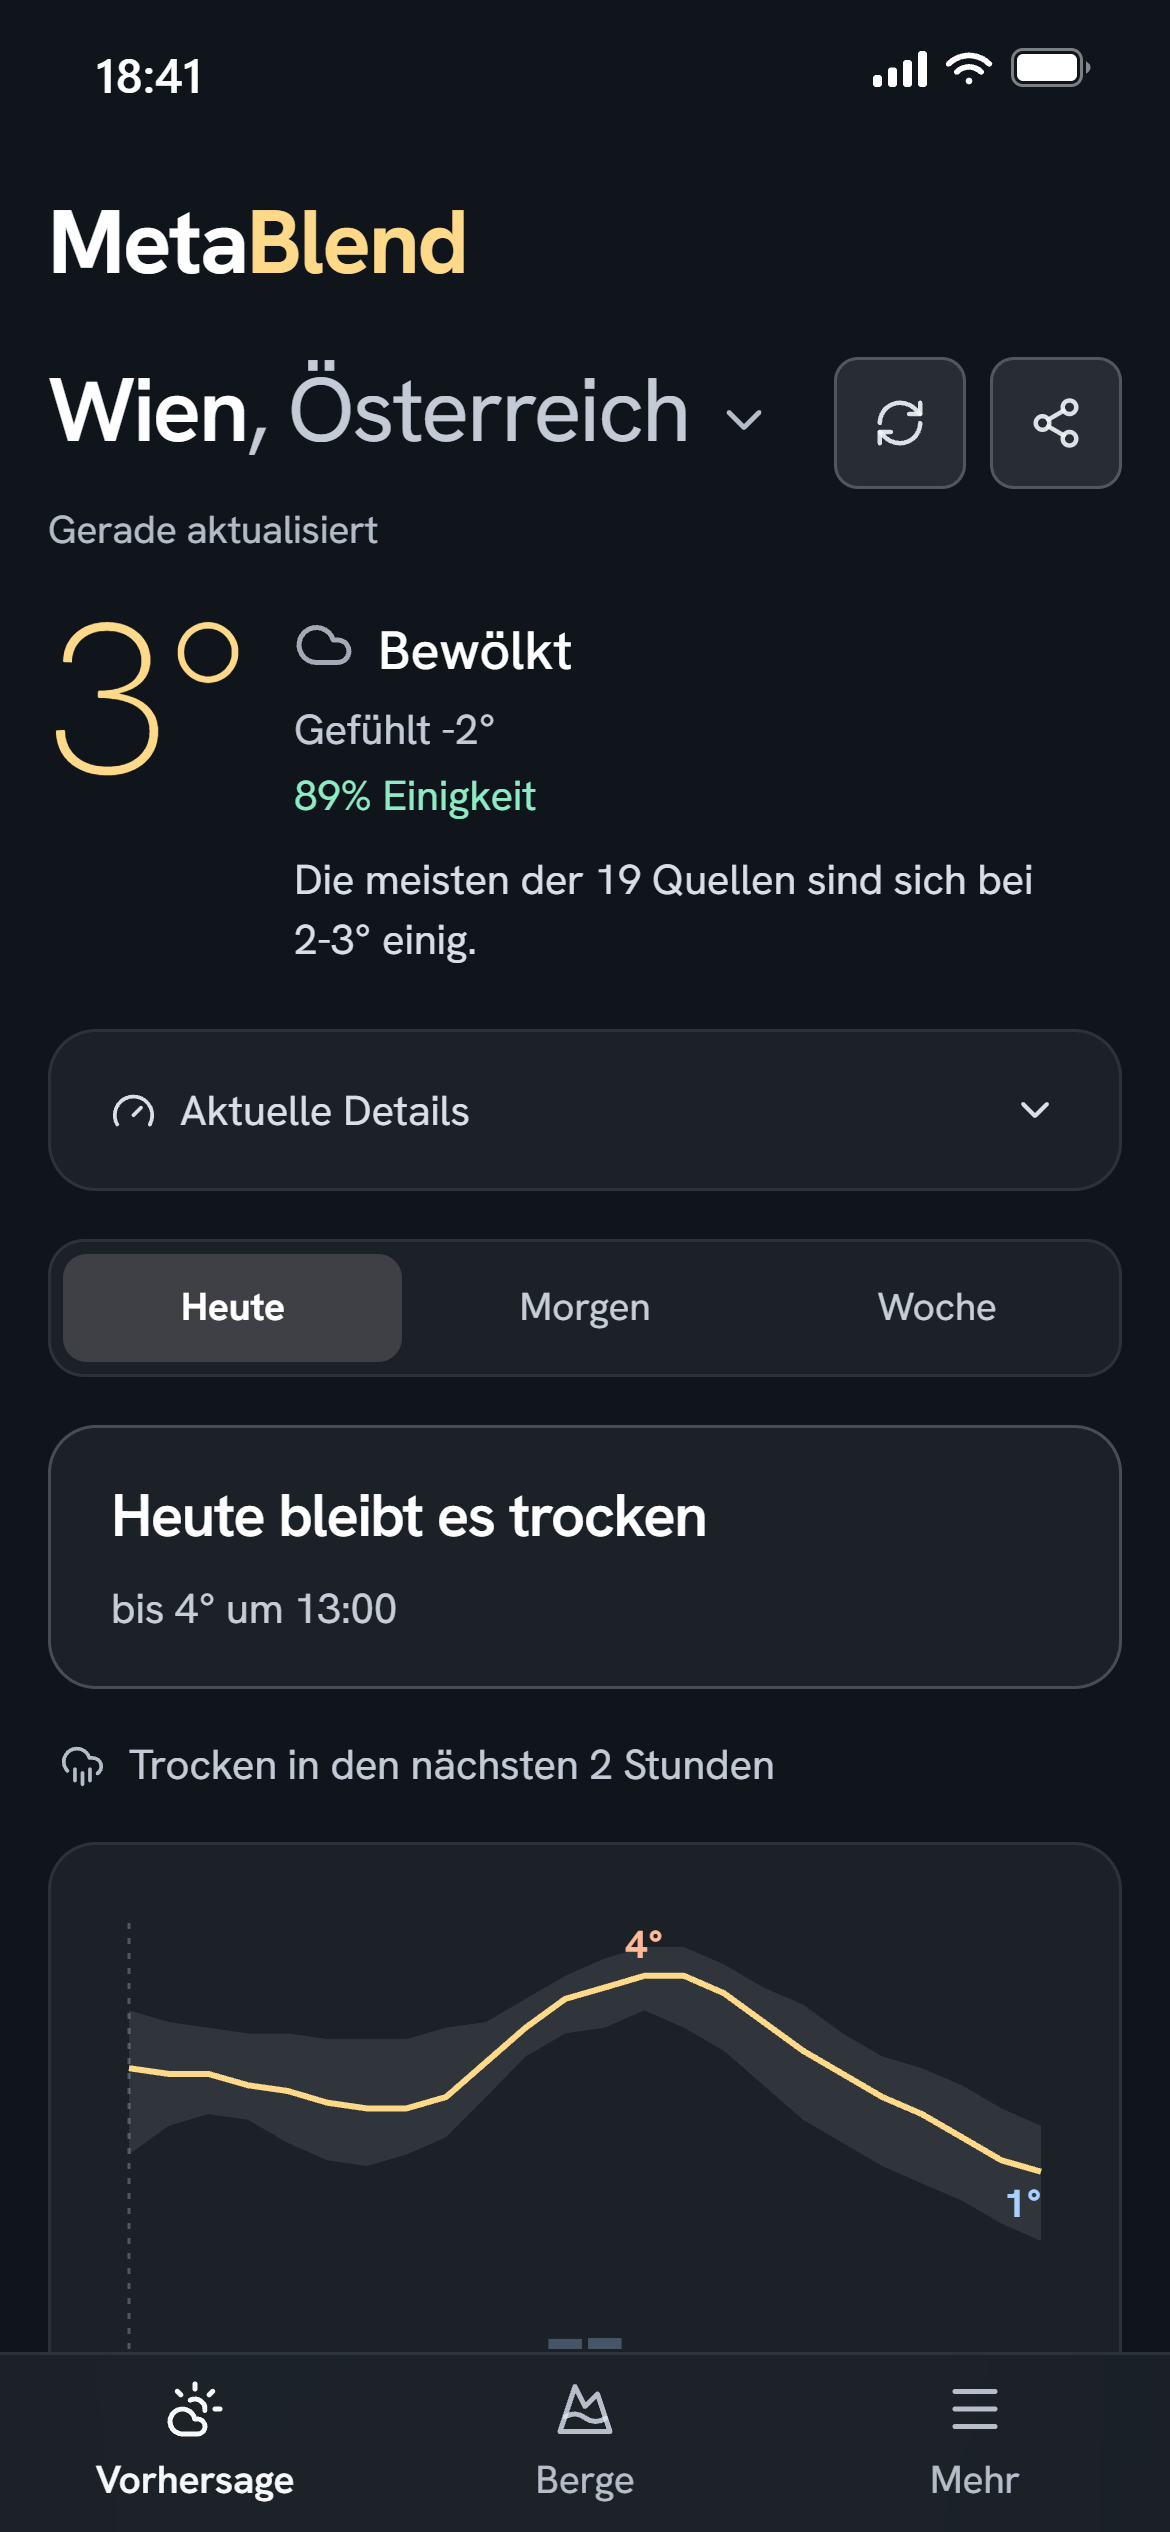 18:41
MetaBlend
Wien, Österreich
Gerade aktualisiert
3°
Bewölkt
Gefühlt -2°
89% Einigkeit
Die meisten der 19 Quellen sind sich bei
2-3° einig.
Aktuelle Details
Heute
Morgen
Woche
Heute bleibt es trocken
bis 4° um 13:00
Trocken in den nächsten 2 Stunden
4°
1°
Vorhersage
Berge
Mehr